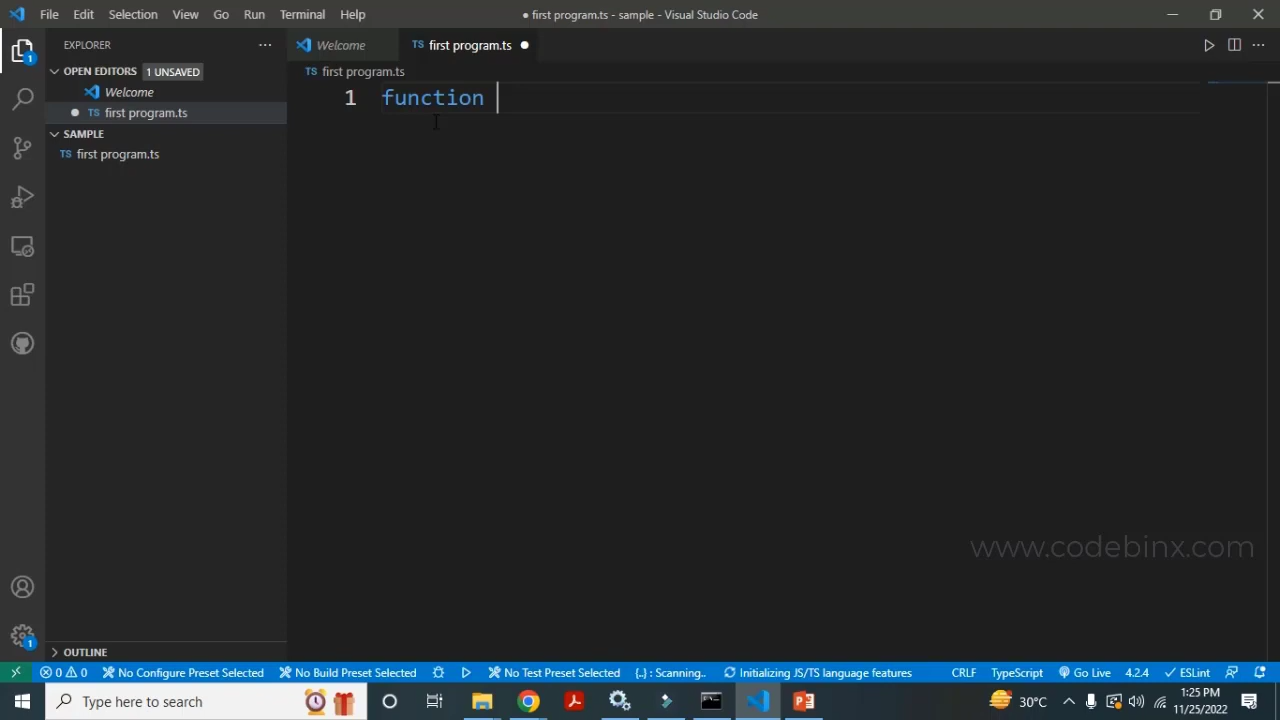 File Edit Selection View Go Run Terminal Help
● first program.ts - sample - Visual Studio Code
EXPLORER
Welcome
TS first program.ts
OPEN EDITORS 1 UNSAVED
Welcome
TS first program.ts
SAMPLE
TS first program.ts
OUTLINE
1
1
TS first program.ts
1 function
www.codebinx.com
0 0 No Configure Preset Selected No Build Preset Selected No Test Preset Selected {..} : Scanning.. Initializing JS/TS language features CRLF TypeScript Go Live 4.2.4 ESLint
Type here to search
30°C
1:25 PM
11/25/2022